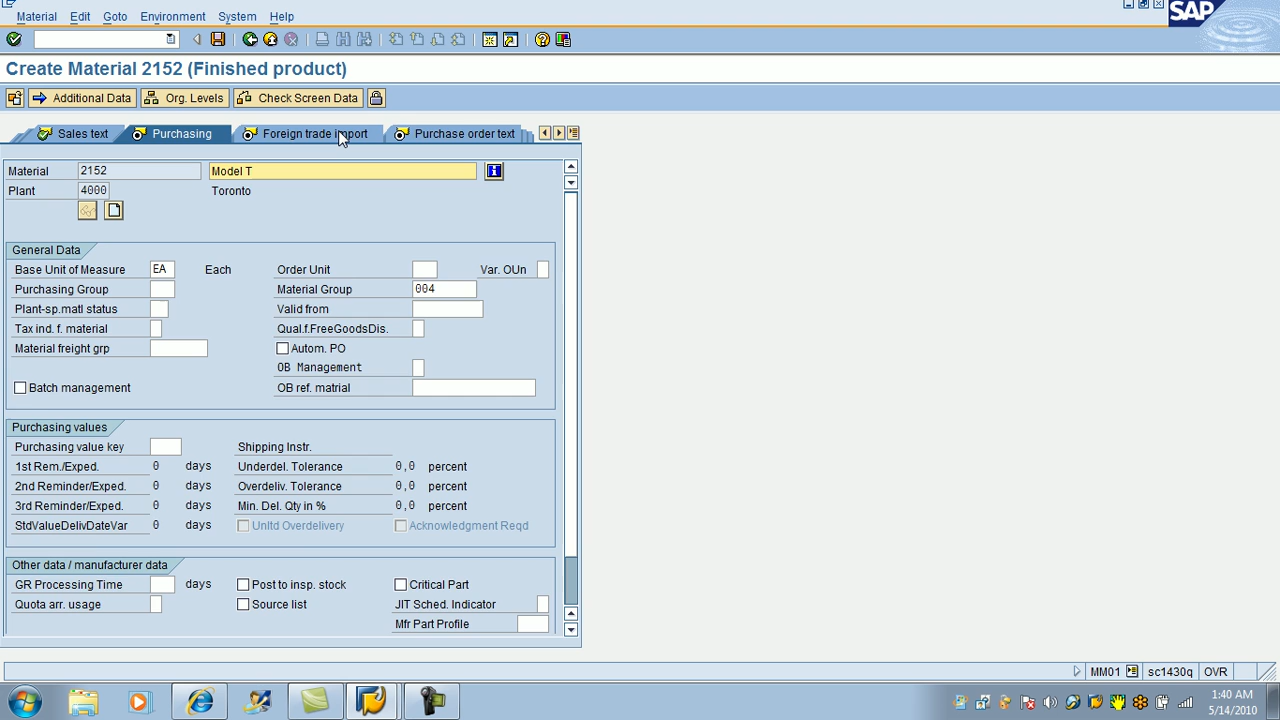 Material Edit Goto Environment System Help
SAP
Create Material 2152 (Finished product)
Additional Data Org. Levels Check Screen Data
Sales text Purchasing Foreign trade import Purchase order text
Material 2152 Model T
Plant 4000 Toronto
General Data
Base Unit of Measure EA Each Order Unit Var. OUn
Purchasing Group Material Group 004
Plant-sp.matl status Valid from
Tax ind. f. material Qual.f.FreeGoodsDis.
Material freight grp Autom. PO
OB Management
Batch management OB ref. matrial
Purchasing values
Purchasing value key Shipping Instr.
1st Rem./Exped. 0 days Underdel. Tolerance 0,0 percent
2nd Reminder/Exped. 0 days Overdeliv. Tolerance 0,0 percent
3rd Reminder/Exped. 0 days Min. Del. Qty in % 0,0 percent
StdValueDelivDateVar 0 days Unltd Overdelivery Acknowledgment Reqd
Other data / manufacturer data
GR Processing Time days Post to insp. stock Critical Part
Quota arr. usage Source list JIT Sched. Indicator
Mfr Part Profile
MM01 sc1430q OVR
1:40 AM
5/14/2010